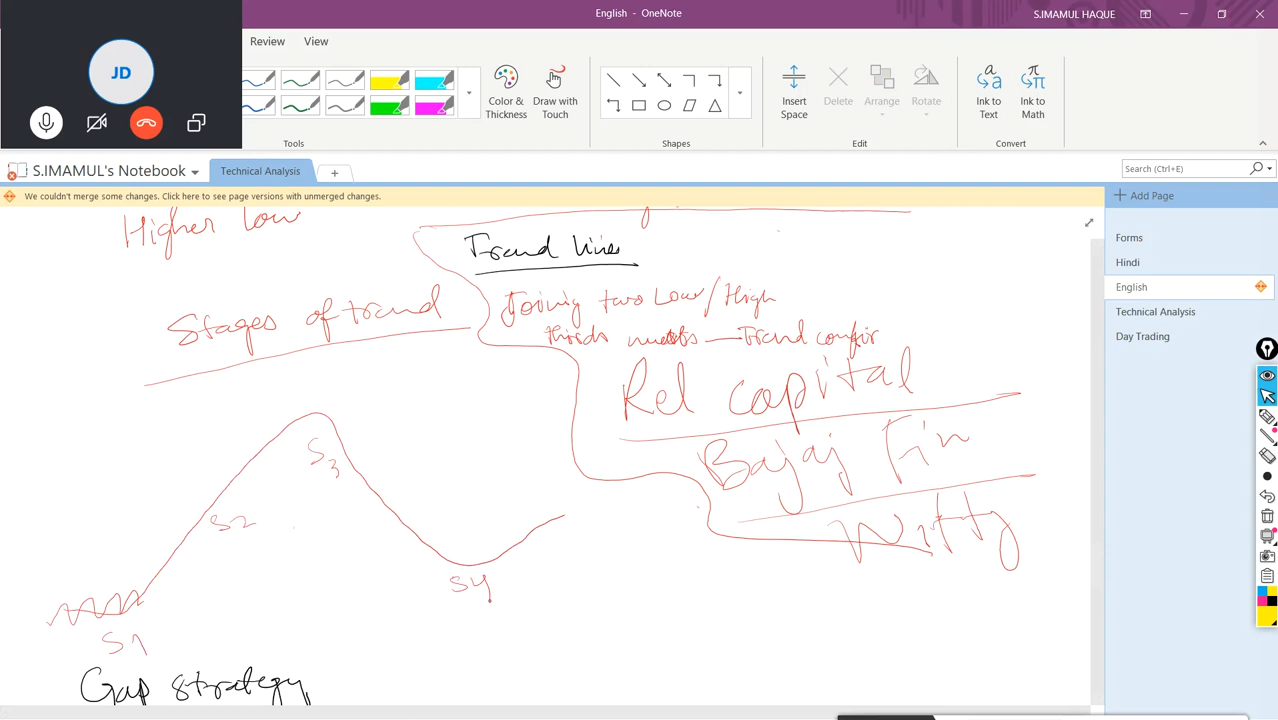 English - OneNote
S.IMAMUL HAQUE
JD
Review
View
Color & Thickness
Draw with Touch
Insert Space
Delete
Arrange
Rotate
Ink to Text
Ink to Math
Tools
Shapes
Edit
Convert
S.IMAMUL's Notebook
Technical Analysis
Search (Ctrl+E)
We couldn't merge some changes. Click here to see page versions with unmerged changes.
Add Page
Forms
Hindi
English
Technical Analysis
Day Trading
Higher low
Trend lines
Stages of trend
Joining two Low/High
Trend confir
Rel capital
Bajaj Fin
S3
S2
S4
S1
Gap strategy